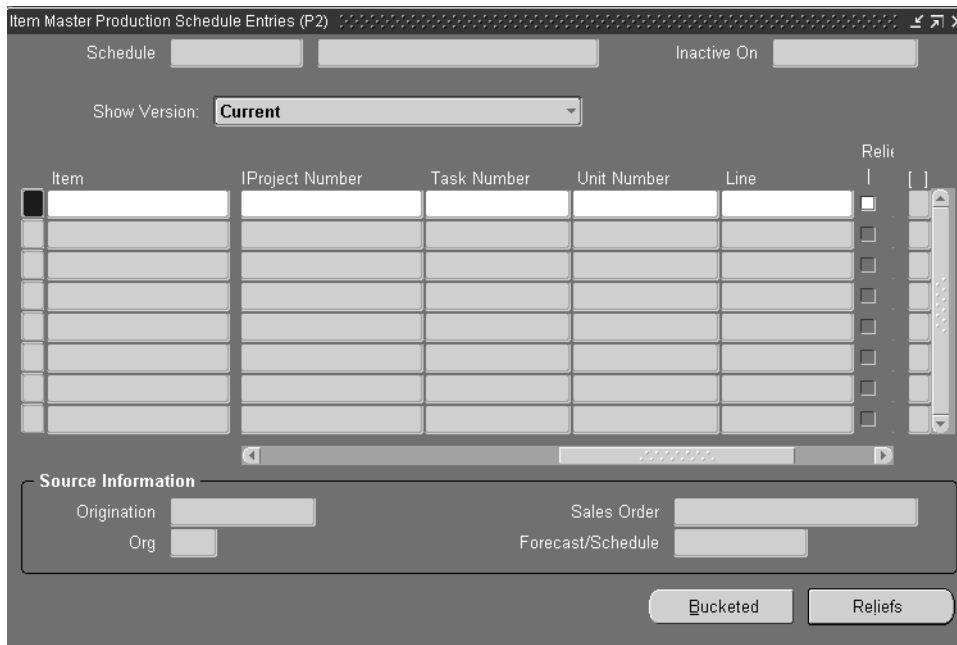 Item Master Production Schedule Entries (P2)
Schedule
Inactive On
Show Version: Current
Relie
Item IProject Number Task Number Unit Number Line [ ]
Source Information
Origination Sales Order
Org Forecast/Schedule
Bucketed Reliefs